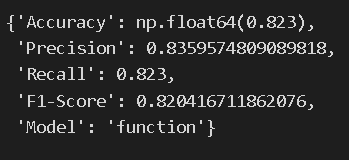 {'Accuracy': np.float64(0.823),
'Precision': 0.8359574809089818,
'Recall': 0.823,
'F1-Score': 0.820416711862076,
'Model': 'function'}